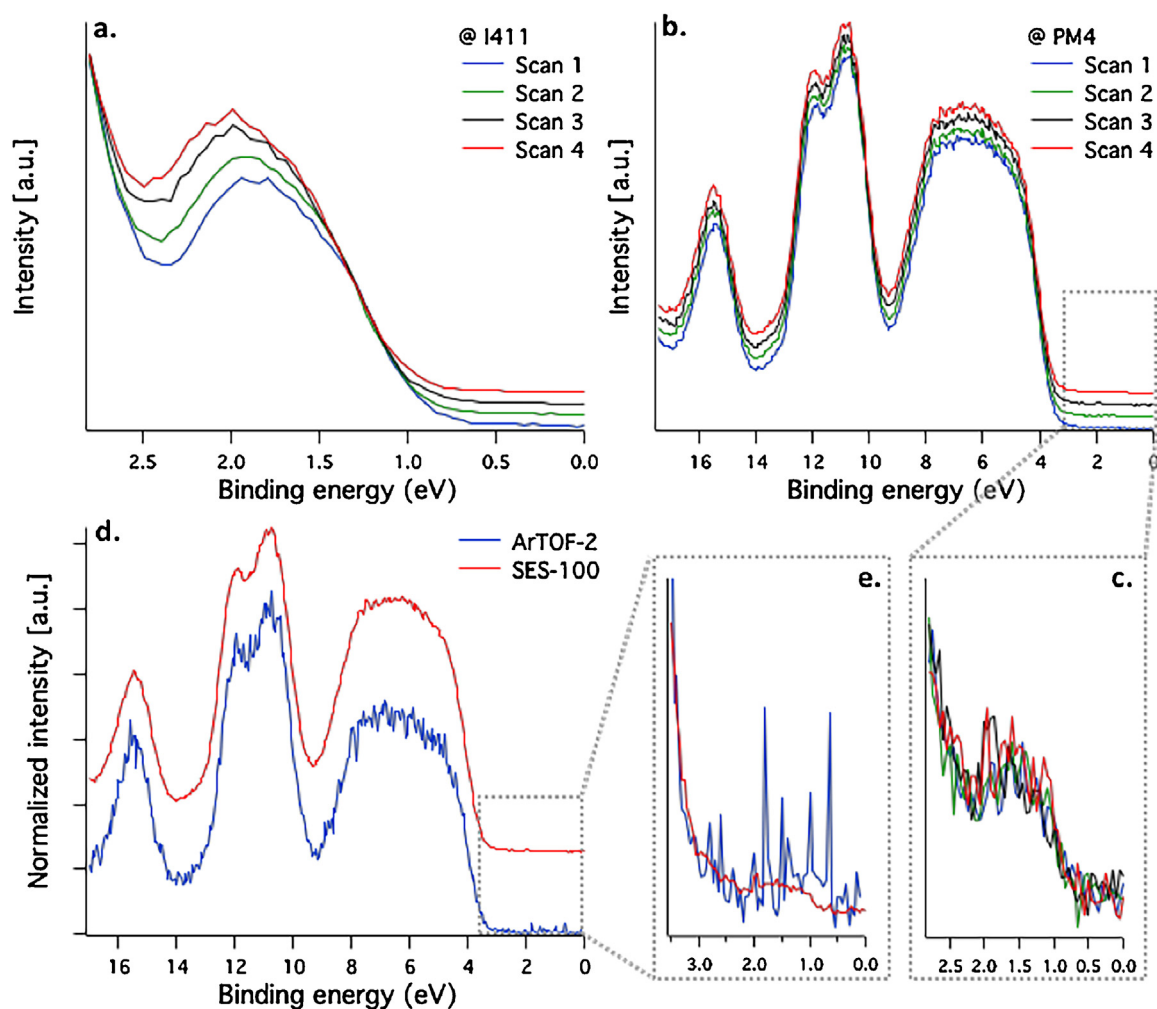 a.
@ I411
Scan 1
Scan 2
Scan 3
Scan 4
Intensity [a.u.]
2.5 2.0 1.5 1.0 0.5 0.0
Binding energy (eV)
b.
@ PM4
Scan 1
Scan 2
Scan 3
Scan 4
Intensity [a.u.]
16 14 12 10 8 6 4 2 0
Binding energy (eV)
d.
ArTOF-2
SES-100
Normalized intensity [a.u.]
16 14 12 10 8 6 4 2 0
Binding energy (eV)
e.
3.0 2.0 1.0 0.0
c.
2.5 2.0 1.5 1.0 0.5 0.0